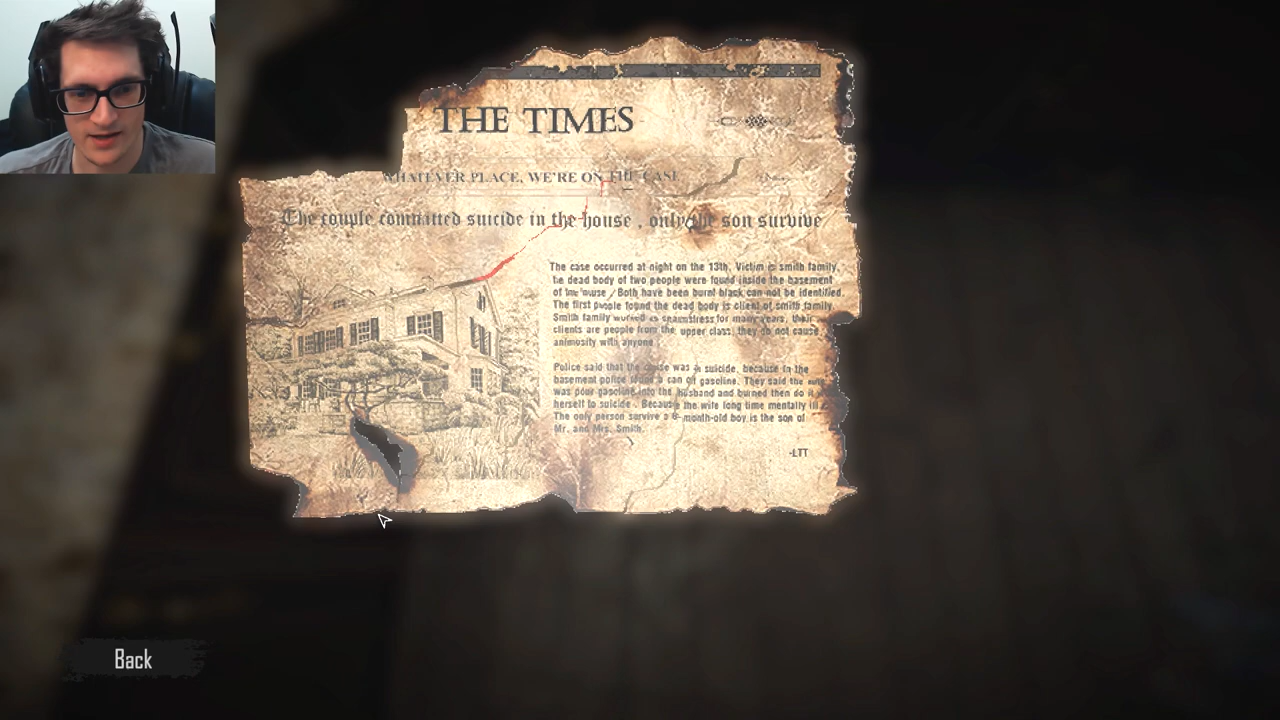 THE TIMES
WHATEVER PLACE, WE'RE ON THE CASE
The couple committed suicide in the house , only the son survive
The case occurred at night on the 13th. Victim is smith family,
he dead body of two people were found inside the basement
of / Both have been burnt black can not be identified.
The first people found the dead body is client of smith family
Smith family worked as seamstress for many years, their
clients are people from the upper class, they do not cause
animosity with anyone
Police said that the was a suicide, because in the
basement police found a can of gasoline. They said the
was pour gasoline into the husband and burned then do it
herself to suicide . Because the wife long time mentally ill
The only person survive a 6-month-old boy is the son of
Mr. and Mrs. Smith.
-LTT
Back